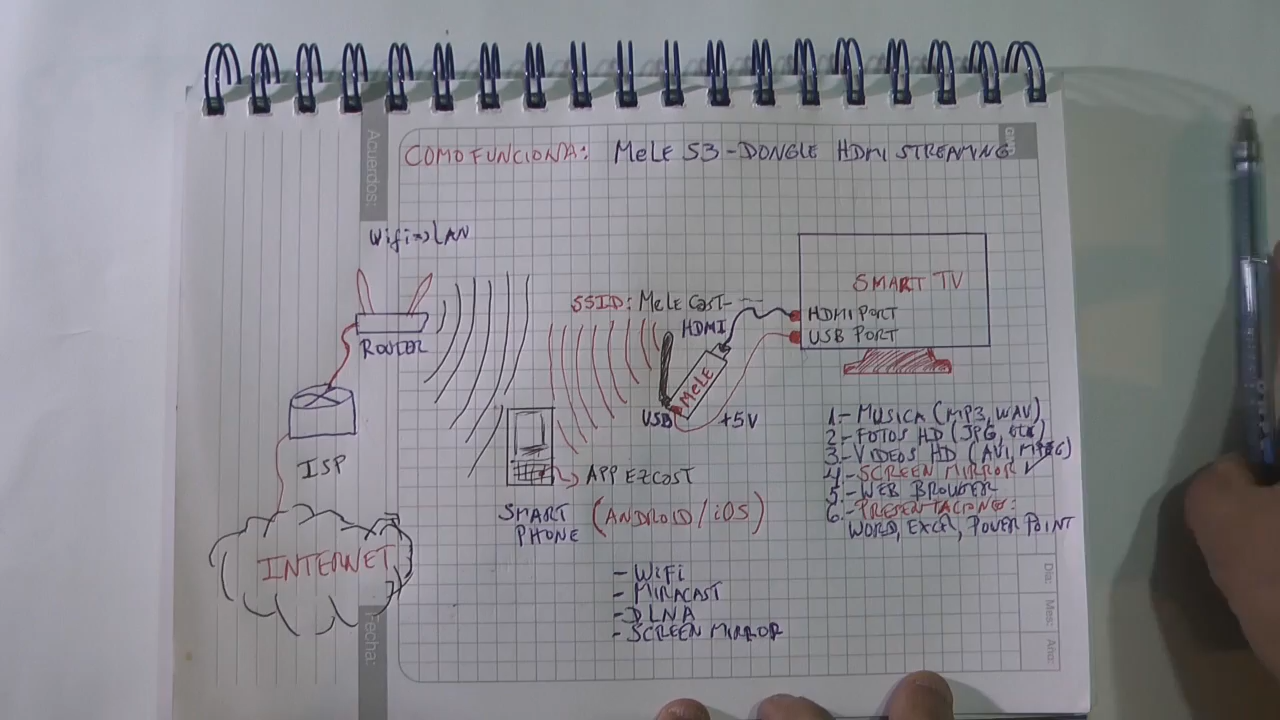 COMO FUNCIONA: MeLE S3-DONGLE HDMI STREAMING
Acuerdos:
Wifi=>LAN
SMART TV
SSID: MeLe Cast-
HDMI PORT
HDMI
USB PORT
ROUTER
MeLE
USB
+5V
1.- MUSICA (MP3, WAV)
2.- FOTOS HD (JPG, etc)
3.- VIDEOS HD (AVI, MPEG)
4.- SCREEN MIRROR ✓
5.- WEB BROWSER
6.- PRESENTACIONES:
WORD, EXCEL, POWER POINT
ISP
APP EZCAST
SMART
PHONE
(ANDROID/iOS)
INTERNET
- WiFi
- MIRACAST
- DLNA
- SCREEN MIRROR
Fecha:
Día:
Mes:
Año: